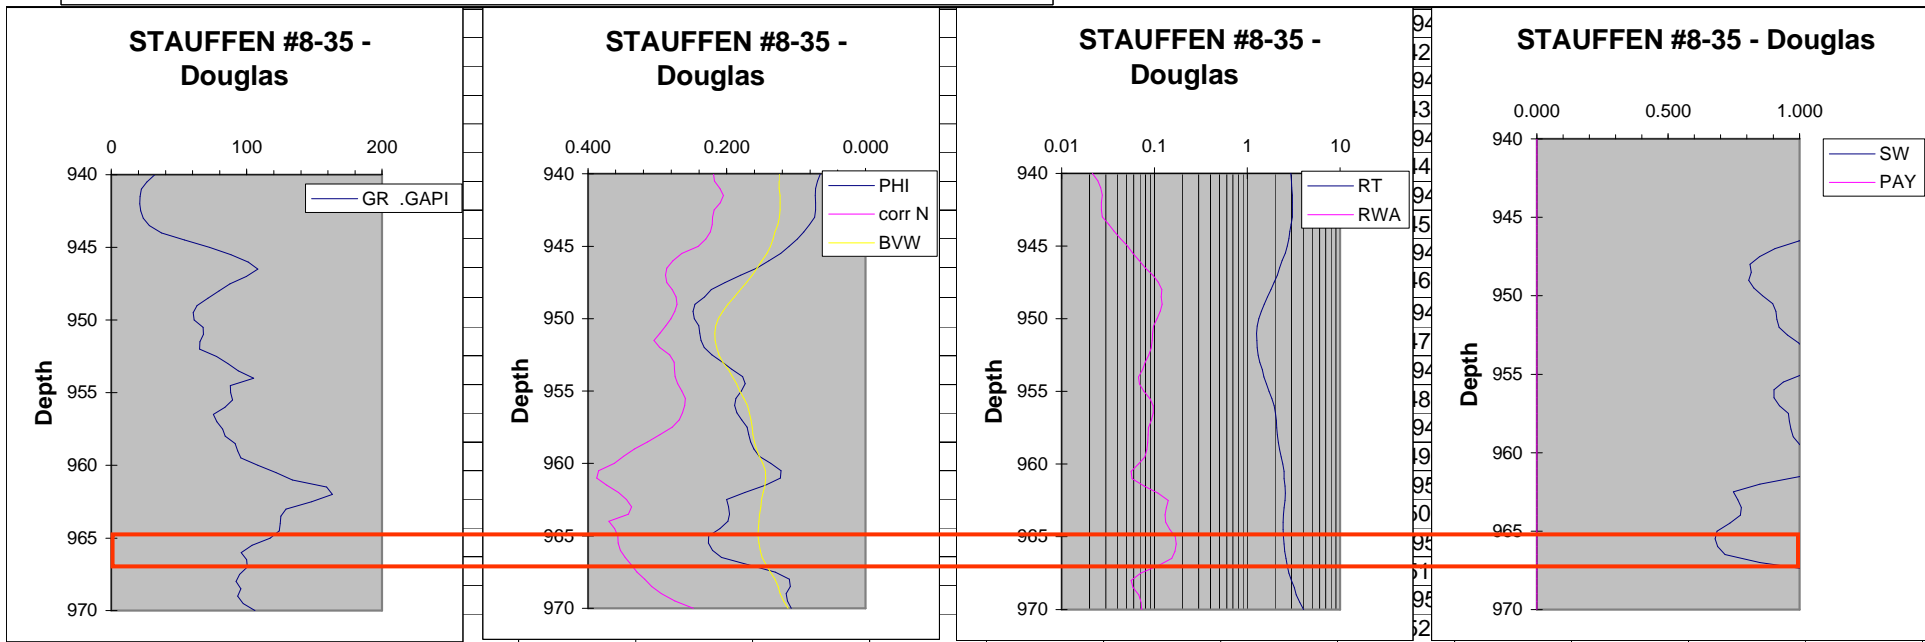 STAUFFEN #8-35 -
Douglas
0 100 200
940
945
950
955
960
965
970
Depth
GR .GAPI
STAUFFEN #8-35 -
Douglas
0.400 0.200 0.000
940
945
950
955
960
965
970
Depth
PHI
corr N
BVW
STAUFFEN #8-35 -
Douglas
0.01 0.1 1 10
940
945
950
955
960
965
970
Depth
RT
RWA
STAUFFEN #8-35 - Douglas
0.000 0.500 1.000
940
945
950
955
960
965
970
Depth
SW
PAY